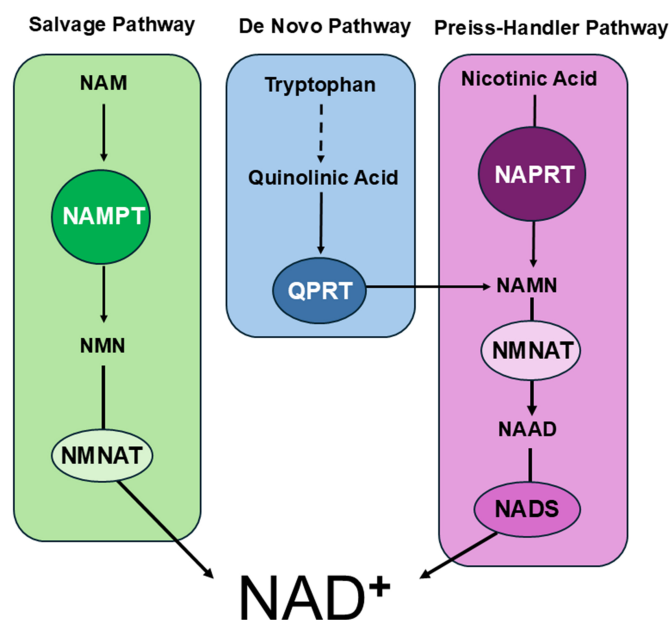 Salvage Pathway
NAM
NAMPT
NMN
NMNAT
De Novo Pathway
Tryptophan
Quinolinic Acid
QPRT
Preiss-Handler Pathway
Nicotinic Acid
NAPRT
NAMN
NMNAT
NAAD
NADS
NAD⁺